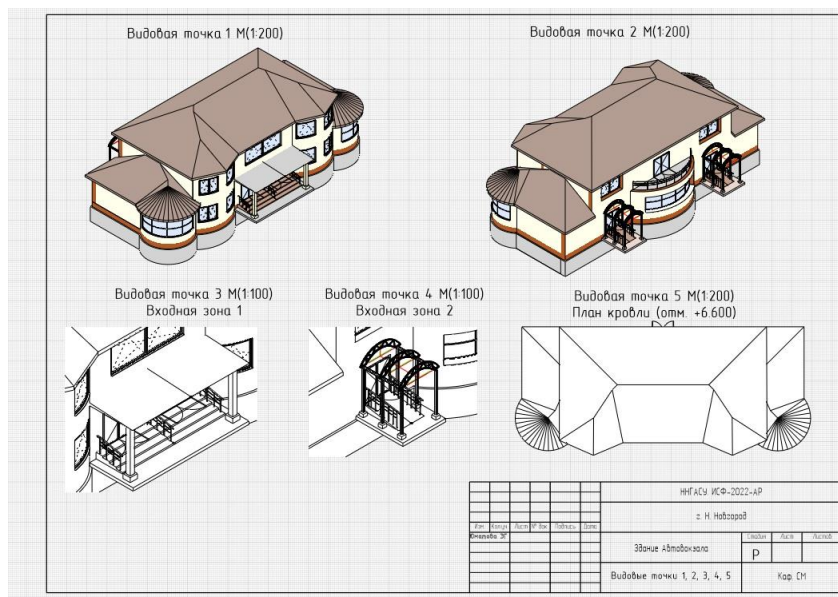 Видовая точка 1 М(1:200)
Видовая точка 2 М(1:200)
Видовая точка 3 М(1:100)
Входная зона 1
Видовая точка 4 М(1:100)
Входная зона 2
Видовая точка 5 М(1:200)
План кровли (отм. +6.600)
ННГАСУ ИСФ-2022-АР
г. Н. Новгород
Изм Кол.уч Лист № док Подпись Дата
Здание Автовокзала
Стадия Лист Листов
Р
Видовые точки 1, 2, 3, 4, 5
Каф. СМ